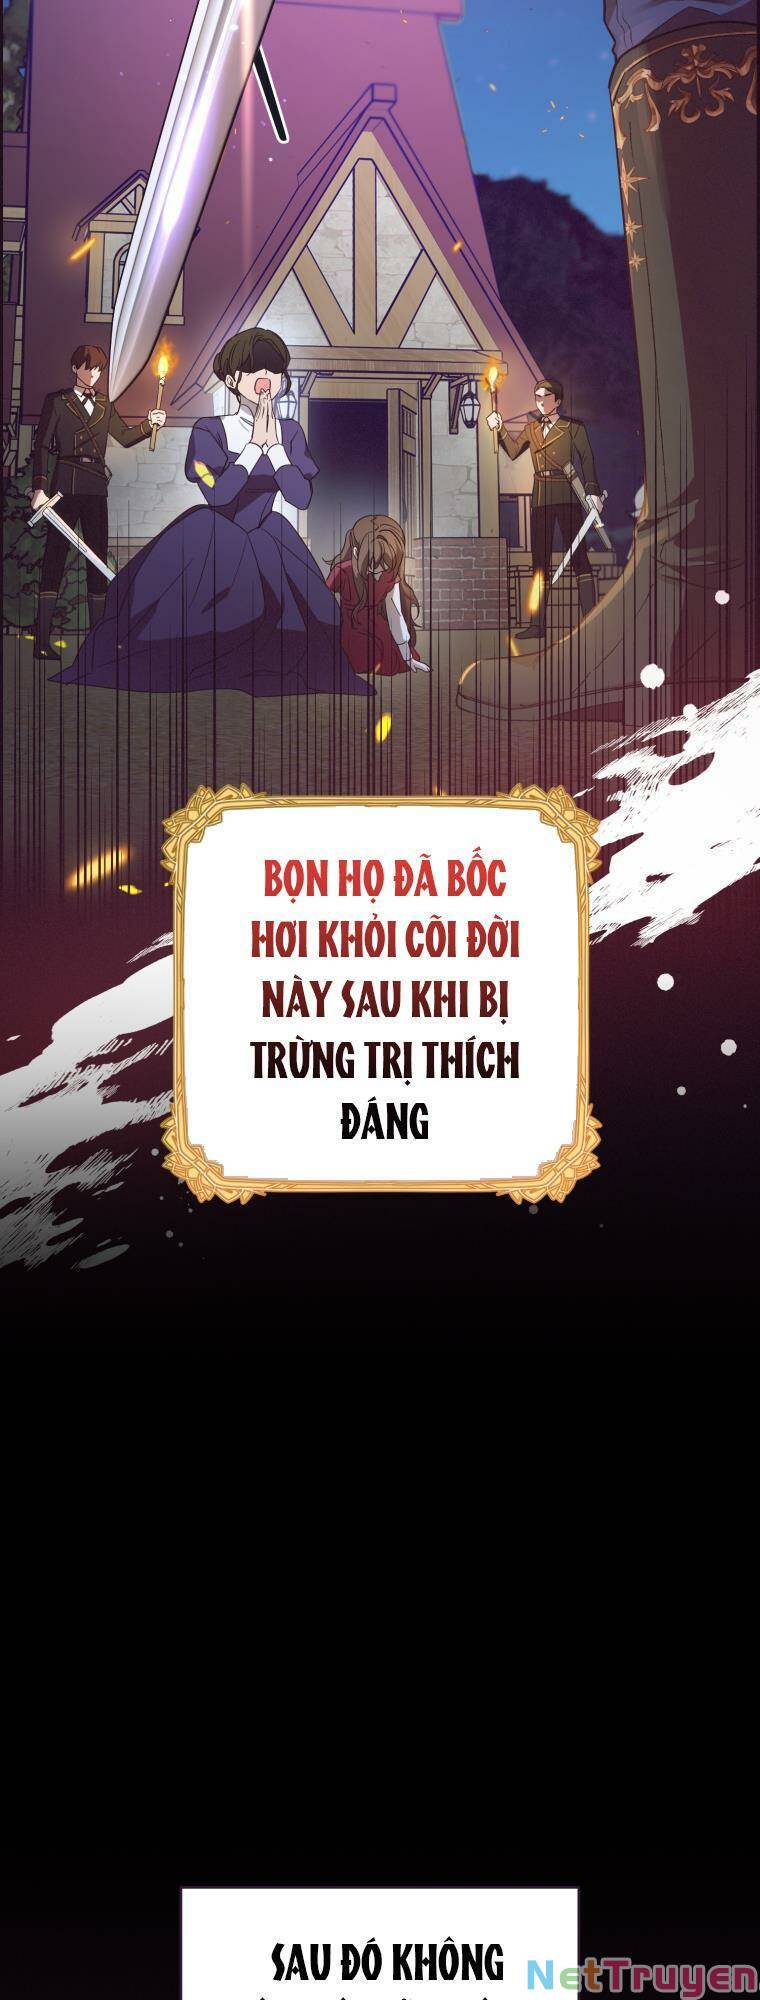 BỌN HỌ ĐÃ BỐC
HƠI KHỎI CÕI ĐỜI
NÀY SAU KHI BỊ
TRỪNG TRỊ THÍCH
ĐÁNG
SAU ĐÓ KHÔNG
NetTruyen